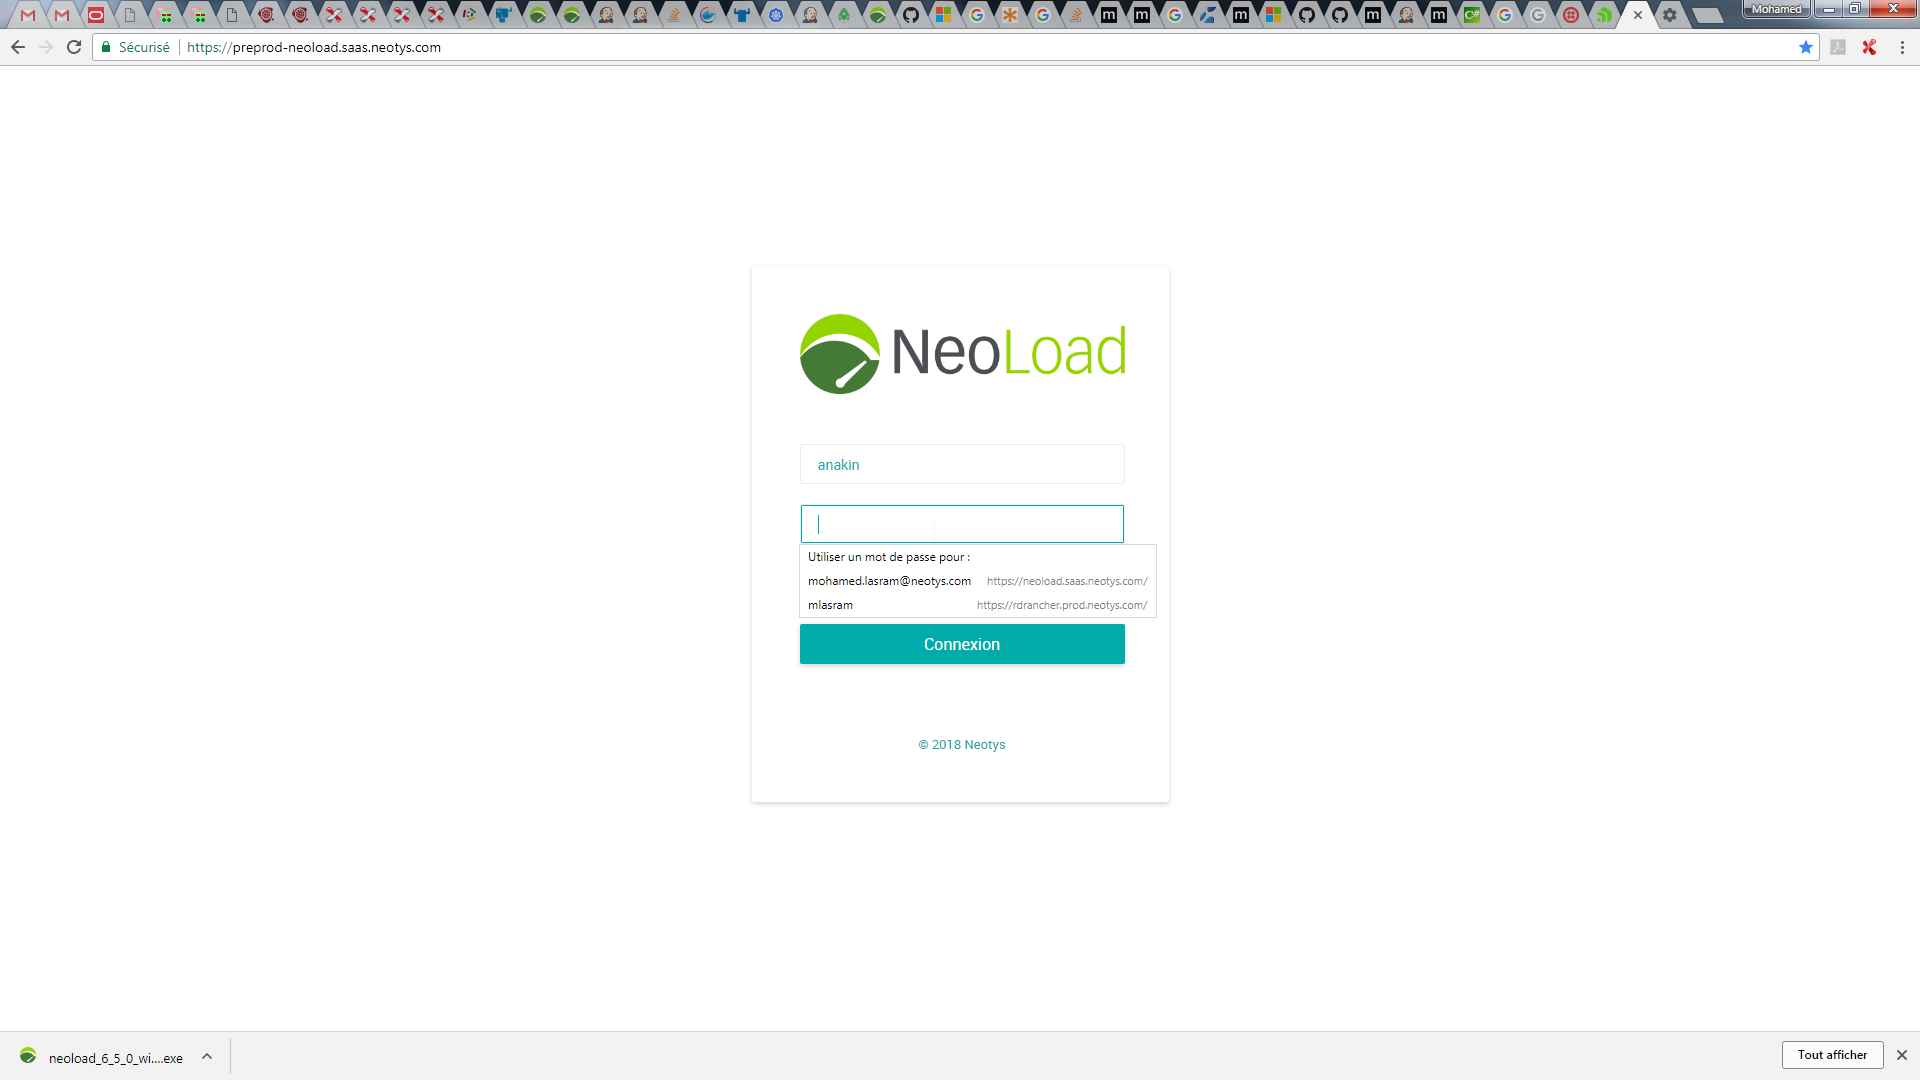 Mohamed
Sécurisé https://preprod-neoload.saas.neotys.com
NeoLoad
anakin
Utiliser un mot de passe pour :
mohamed.lasram@neotys.com https://neoload.saas.neotys.com/
mlasram https://rdrancher.prod.neotys.com/
Connexion
© 2018 Neotys
neoload_6_5_0_wi....exe
Tout afficher